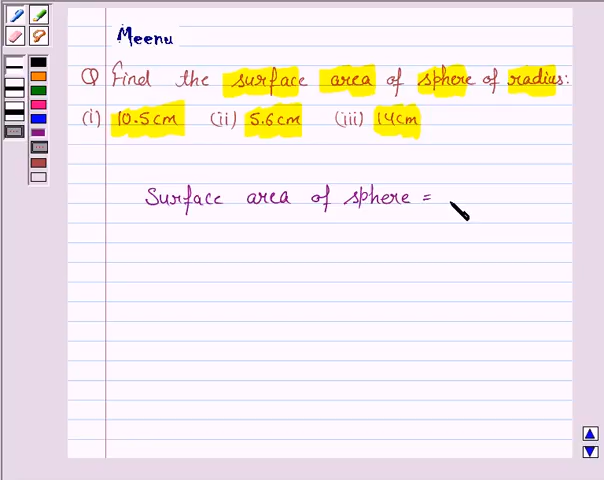 Meenu
Q Find the surface area of sphere of radius:
(i) 10.5cm (ii) 5.6cm (iii) 14cm
Surface area of sphere =